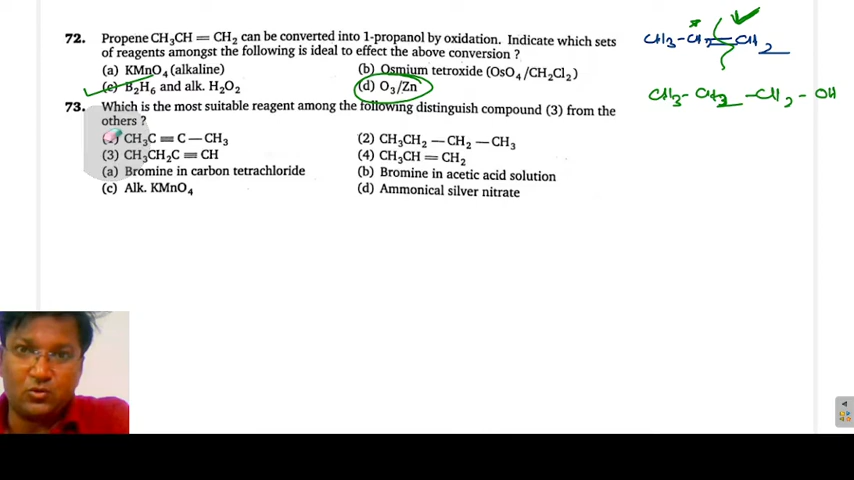 72. Propene CH₃CH = CH₂ can be converted into 1-propanol by oxidation. Indicate which sets
of reagents amongst the following is ideal to effect the above conversion ?
(a) KMnO₄ (alkaline) (b) Osmium tetroxide (OsO₄/CH₂Cl₂)
(c) B₂H₆ and alk. H₂O₂ (d) O₃/Zn
73. Which is the most suitable reagent among the following distinguish compound (3) from the
others ?
CH₃C ≡ C — CH₃ (2) CH₃CH₂ — CH₂ — CH₃
(3) CH₃CH₂C ≡ CH (4) CH₃CH = CH₂
(a) Bromine in carbon tetrachloride (b) Bromine in acetic acid solution
(c) Alk. KMnO₄ (d) Ammonical silver nitrate
CH₃-CH₂-CH₂-OH